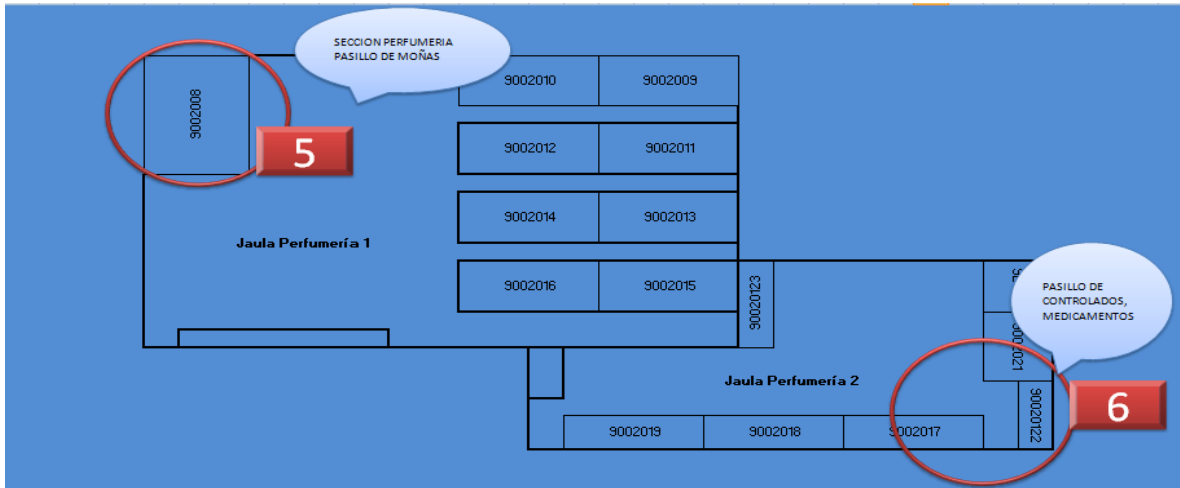 SECCION PERFUMERIA
PASILLO DE MOÑAS
9002008
5
9002010
9002009
9002012
9002011
9002014
9002013
Jaula Perfumería 1
9002016
9002015
90020123
PASILLO DE
CONTROLADOS,
MEDICAMENTOS
9002021
Jaula Perfumería 2
6
90020122
9002019
9002018
9002017